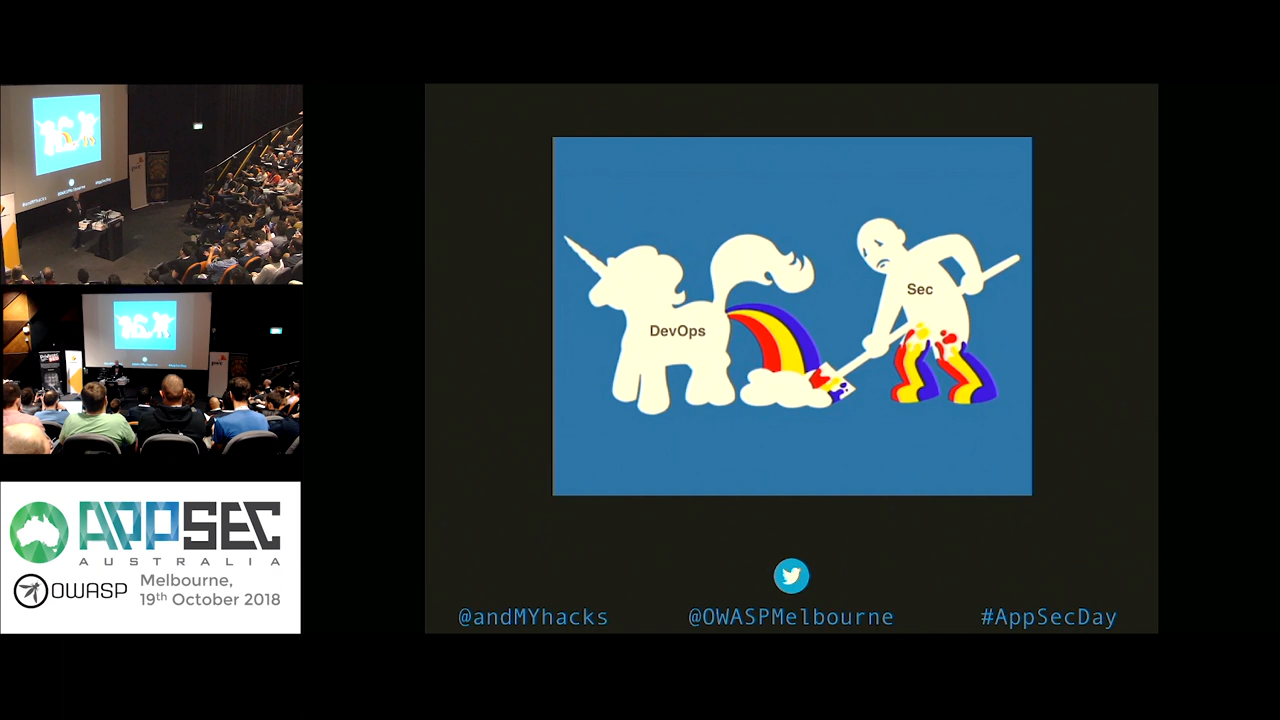 DevOps
Sec
@andMYhacks @OWASPMelbourne #AppSecDay
APPSEC
AUSTRALIA
OWASP
Melbourne,
19th October 2018